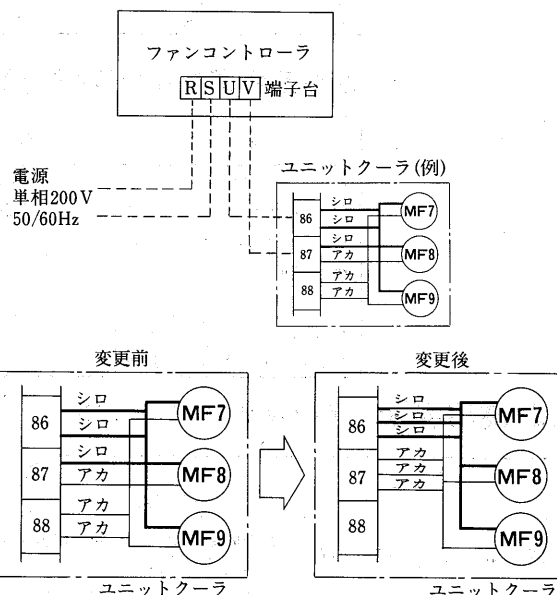 ファンコントローラ
R S U V 端子台
電源
単相200V
50/60Hz
ユニットクーラ(例)
86
87
88
シロ
シロ
シロ
アカ
アカ
アカ
MF7
MF8
MF9
変更前
86
87
88
シロ
シロ
シロ
アカ
アカ
アカ
MF7
MF8
MF9
ユニットクーラ
変更後
86
87
88
シロ
シロ
シロ
アカ
アカ
アカ
MF7
MF8
MF9
ユニットクーラ